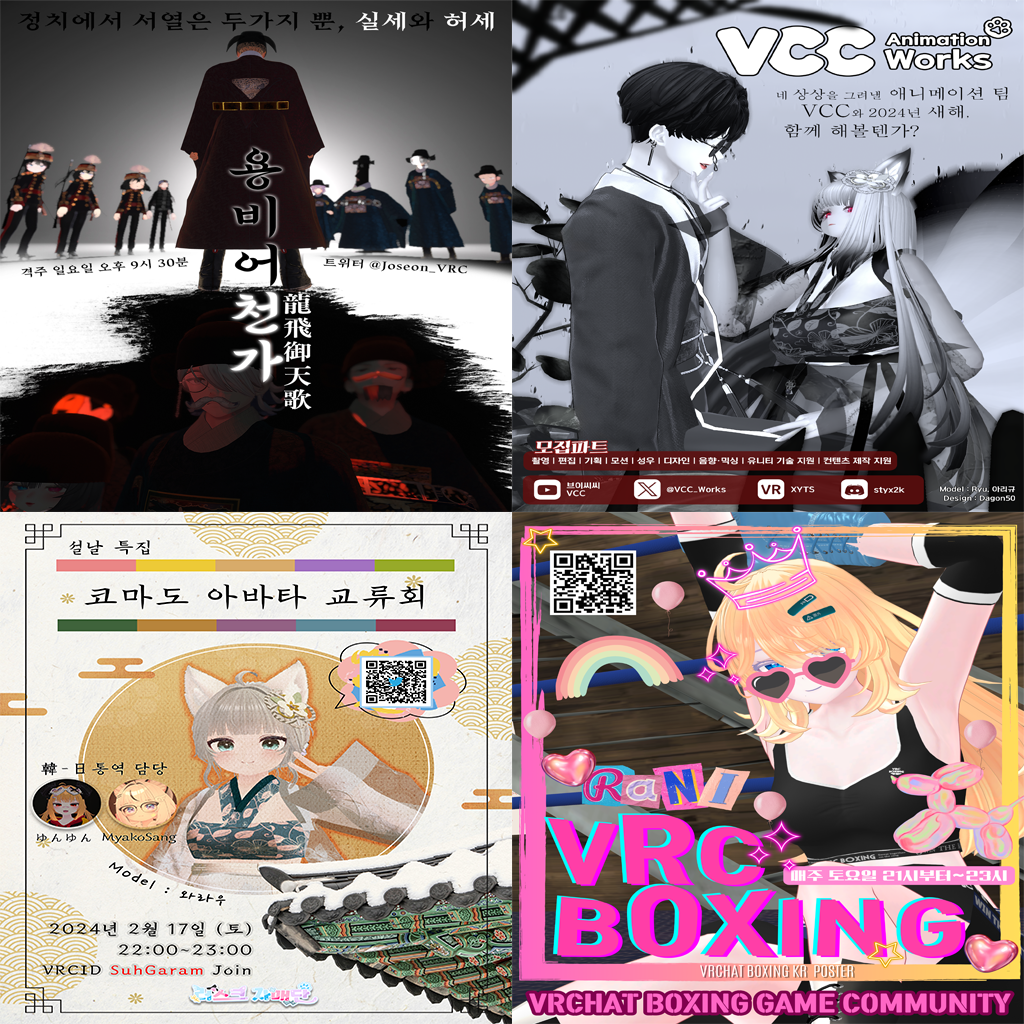 정치에서 서열은 두가지 뿐, 실세와 허세
용비어천가
龍飛御天歌
격주 일요일 오후 9시 30분
트위터 @Joseon_VRC
VCC Animation Works
네 상상을 그려낼 애니메이션 팀
VCC와 2024년 새해,
함께 해볼텐가?
모집파트
촬영 | 편집 | 기획 | 모션 | 성우 | 디자인 | 음향·믹싱 | 유니티 기술 지원 | 컨텐츠 제작 지원
브이씨씨
VCC
@VCC_Works
VR XYTS
styx2k
Model : Ryu, 아리규
Design : Dagon50
설날 특집
코마도 아바타 교류회
韓-日 통역 담당
ゆんゆん MyakoSang
Model : 와라우
2024년 2월 17일 (토)
22:00~23:00
VRCID SuhGaram Join
RaNI
VRC
BOXING
매주 토요일 21시부터~23시
VRCHAT BOXING KR POSTER
VRCHAT BOXING GAME COMMUNITY